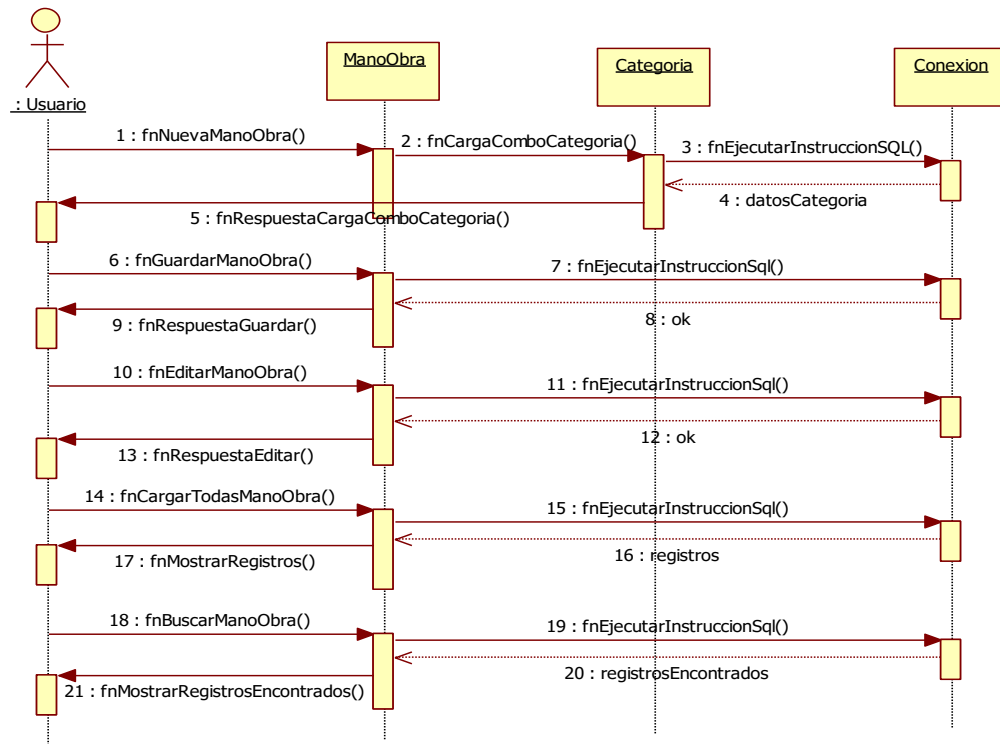 ManoObra
Categoria
Conexion
: Usuario
1 : fnNuevaManoObra()
2 : fnCargaComboCategoria()
3 : fnEjecutarInstruccionSQL()
4 : datosCategoria
5 : fnRespuestaCargaComboCategoria()
6 : fnGuardarManoObra()
7 : fnEjecutarInstruccionSql()
8 : ok
9 : fnRespuestaGuardar()
10 : fnEditarManoObra()
11 : fnEjecutarInstruccionSql()
12 : ok
13 : fnRespuestaEditar()
14 : fnCargarTodasManoObra()
15 : fnEjecutarInstruccionSql()
16 : registros
17 : fnMostrarRegistros()
18 : fnBuscarManoObra()
19 : fnEjecutarInstruccionSql()
20 : registrosEncontrados
21 : fnMostrarRegistrosEncontrados()